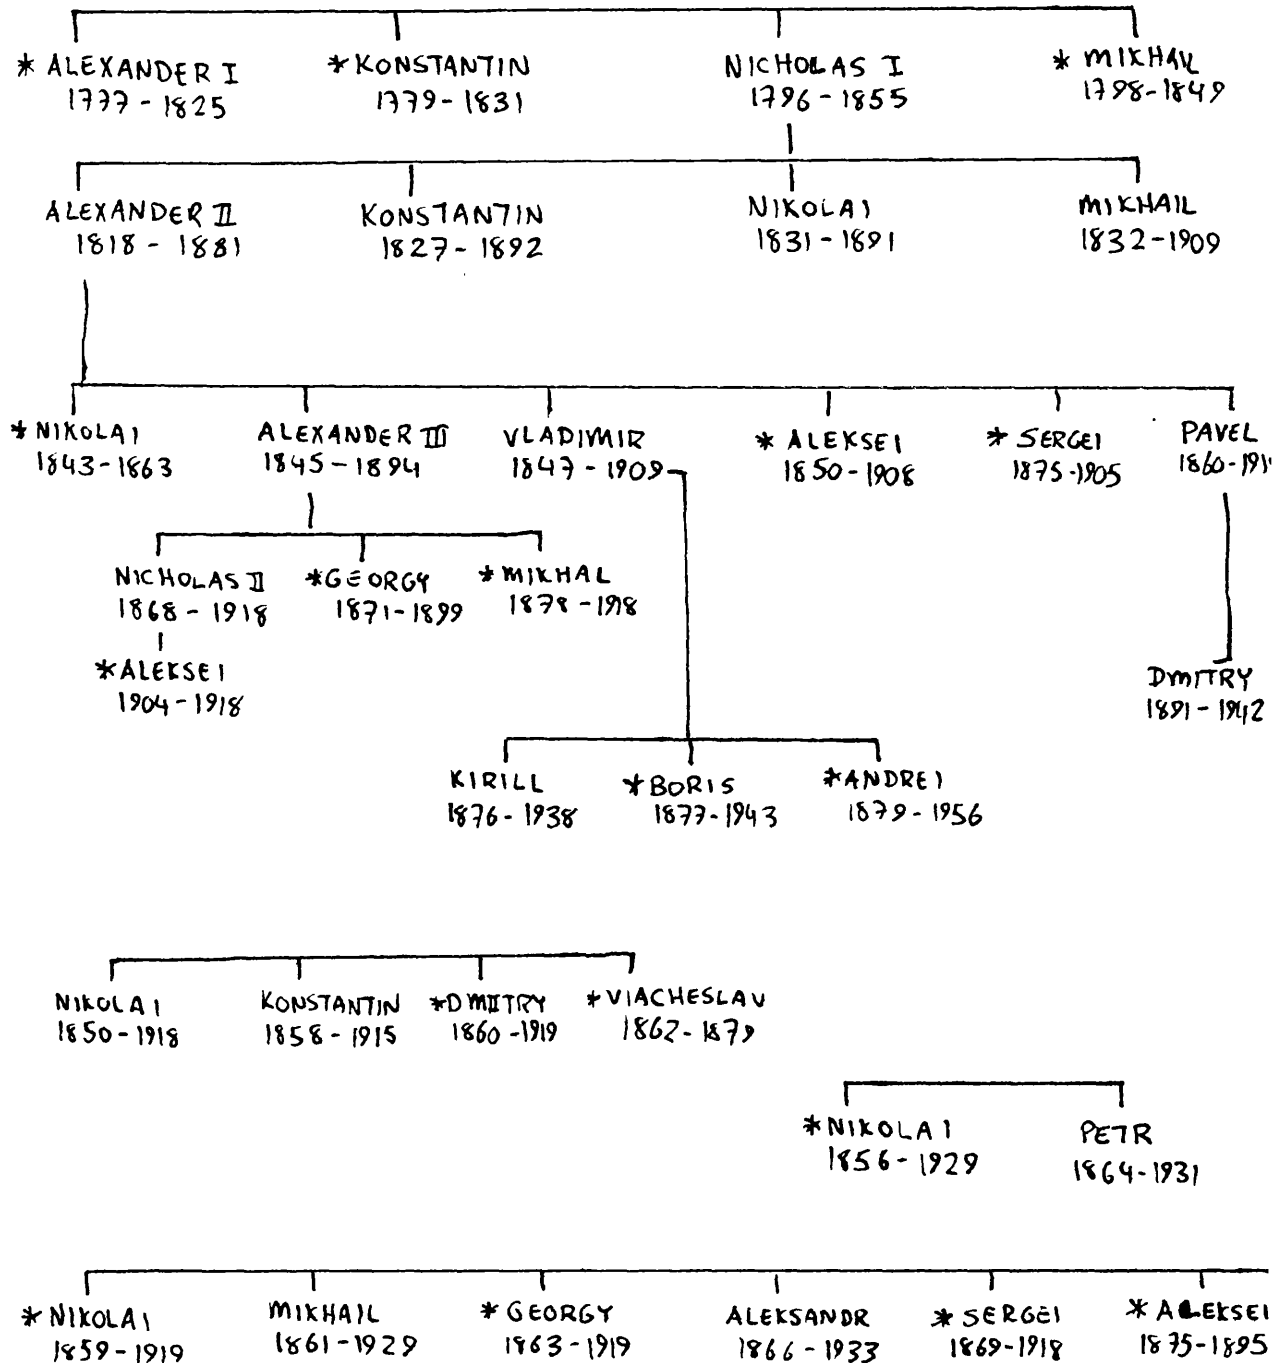 * ALEXANDER I * KONSTANTIN NICHOLAS I * MIKHAIL
1777 - 1825 1779 - 1831 1796 - 1855 1798 - 1849
ALEXANDER II KONSTANTIN NIKOLAI MIKHAIL
1818 - 1881 1827 - 1892 1831 - 1891 1832 - 1909
* NIKOLAI ALEXANDER III VLADIMIR * ALEKSEI * SERGEI PAVEL
1843 - 1863 1845 - 1894 1847 - 1909 1850 - 1908 1875 - 1905 1860 - 191
NICHOLAS II * GEORGY * MIKHAL
1868 - 1918 1871 - 1899 1878 - 1918
* ALEKSEI DMITRY
1904 - 1918 1891 - 1942
KIRILL * BORIS * ANDREI
1876 - 1938 1877 - 1943 1879 - 1956
NIKOLAI KONSTANTIN * DMIITRY * VIACHESLAV
1850 - 1918 1858 - 1915 1860 - 1919 1862 - 1879
* NIKOLAI PETR
1856 - 1929 1864 - 1931
* NIKOLAI MIKHAIL * GEORGY ALEKSANDR * SERGEI * ALEKSEI
1859 - 1919 1861 - 1929 1863 - 1919 1866 - 1933 1869 - 1918 1875 - 1895